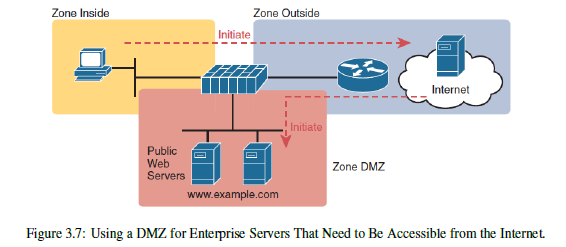 Zone Inside
Zone Outside
Initiate
Internet
Initiate
Public
Web
Servers
Zone DMZ
www.example.com
Figure 3.7: Using a DMZ for Enterprise Servers That Need to Be Accessible from the Internet.